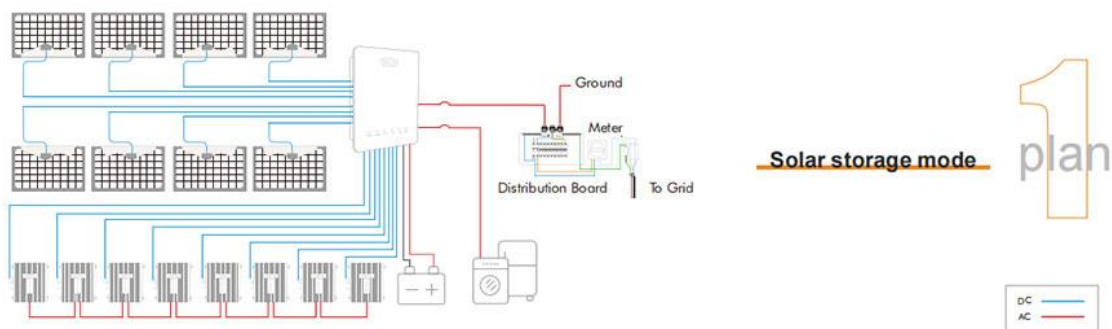 Ground
Meter
Distribution Board
To Grid
Solar storage mode
1
plan
DC
AC